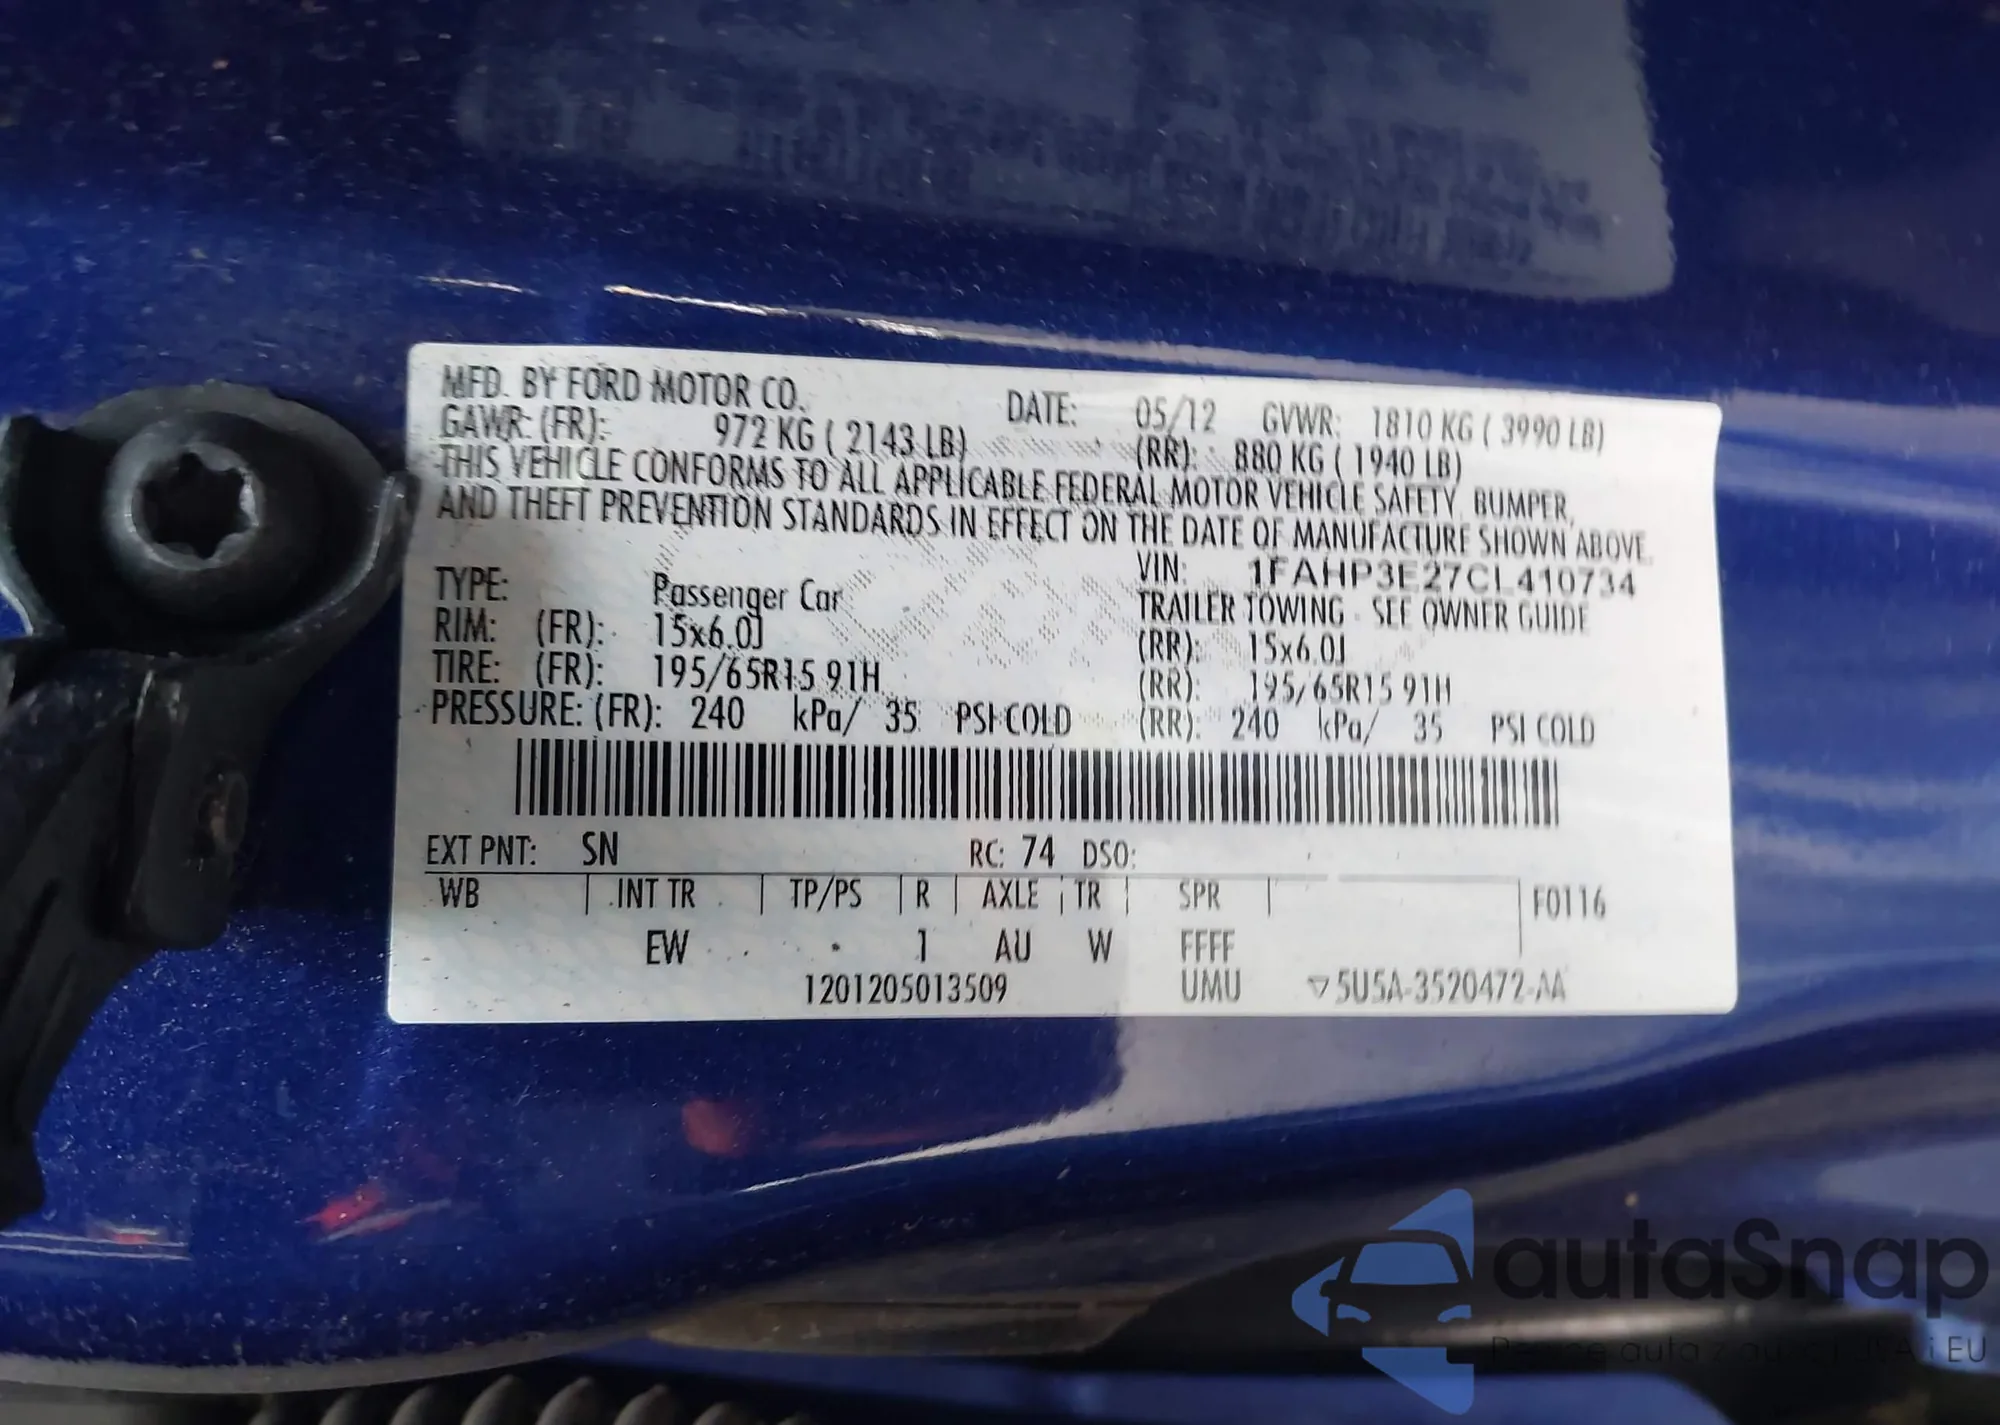 MFD. BY FORD MOTOR CO. DATE: 05/12 GVWR: 1810 KG ( 3990 LB)
GAWR: (FR): 972 KG ( 2143 LB) (RR): 880 KG ( 1940 LB)
THIS VEHICLE CONFORMS TO ALL APPLICABLE FEDERAL MOTOR VEHICLE SAFETY, BUMPER,
AND THEFT PREVENTION STANDARDS IN EFFECT ON THE DATE OF MANUFACTURE SHOWN ABOVE.
VIN: 1FAHP3E27CL410734
TYPE: Passenger Car TRAILER TOWING - SEE OWNER GUIDE
RIM: (FR): 15x6.0J (RR): 15x6.0J
TIRE: (FR): 195/65R15 91H (RR): 195/65R15 91H
PRESSURE: (FR): 240 kPa/ 35 PSI COLD (RR): 240 kPa/ 35 PSI COLD
EXT PNT: SN RC: 74 DSO:
WB INT TR TP/PS R AXLE TR SPR F0116
EW 1 AU W FFFF
1201205013509 UMU ▽5U5A-3520472-AA
autaSnap
auta z i EU